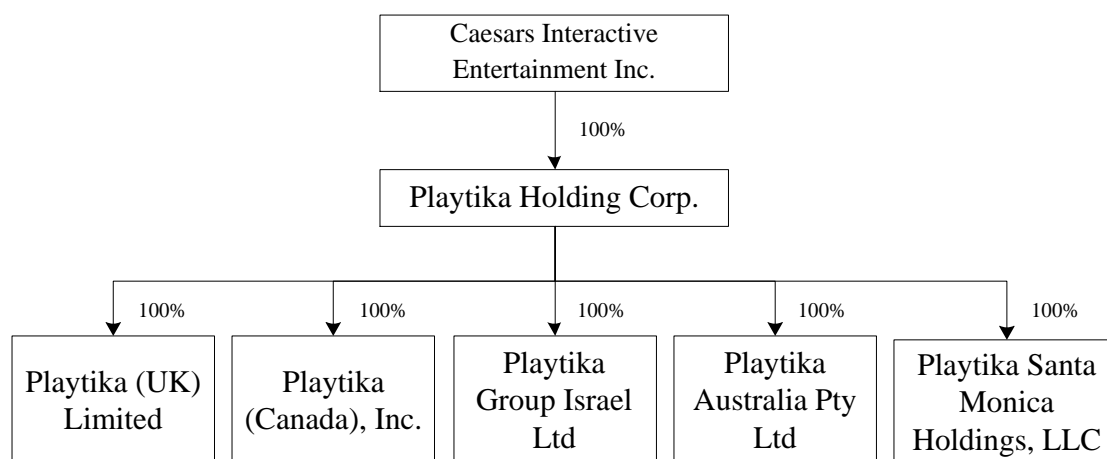 Caesars Interactive
Entertainment Inc.
100%
Playtika Holding Corp.
100%
100%
100%
100%
100%
Playtika (UK)
Limited
Playtika
(Canada), Inc.
Playtika
Group Israel
Ltd
Playtika
Australia Pty
Ltd
Playtika Santa
Monica
Holdings, LLC